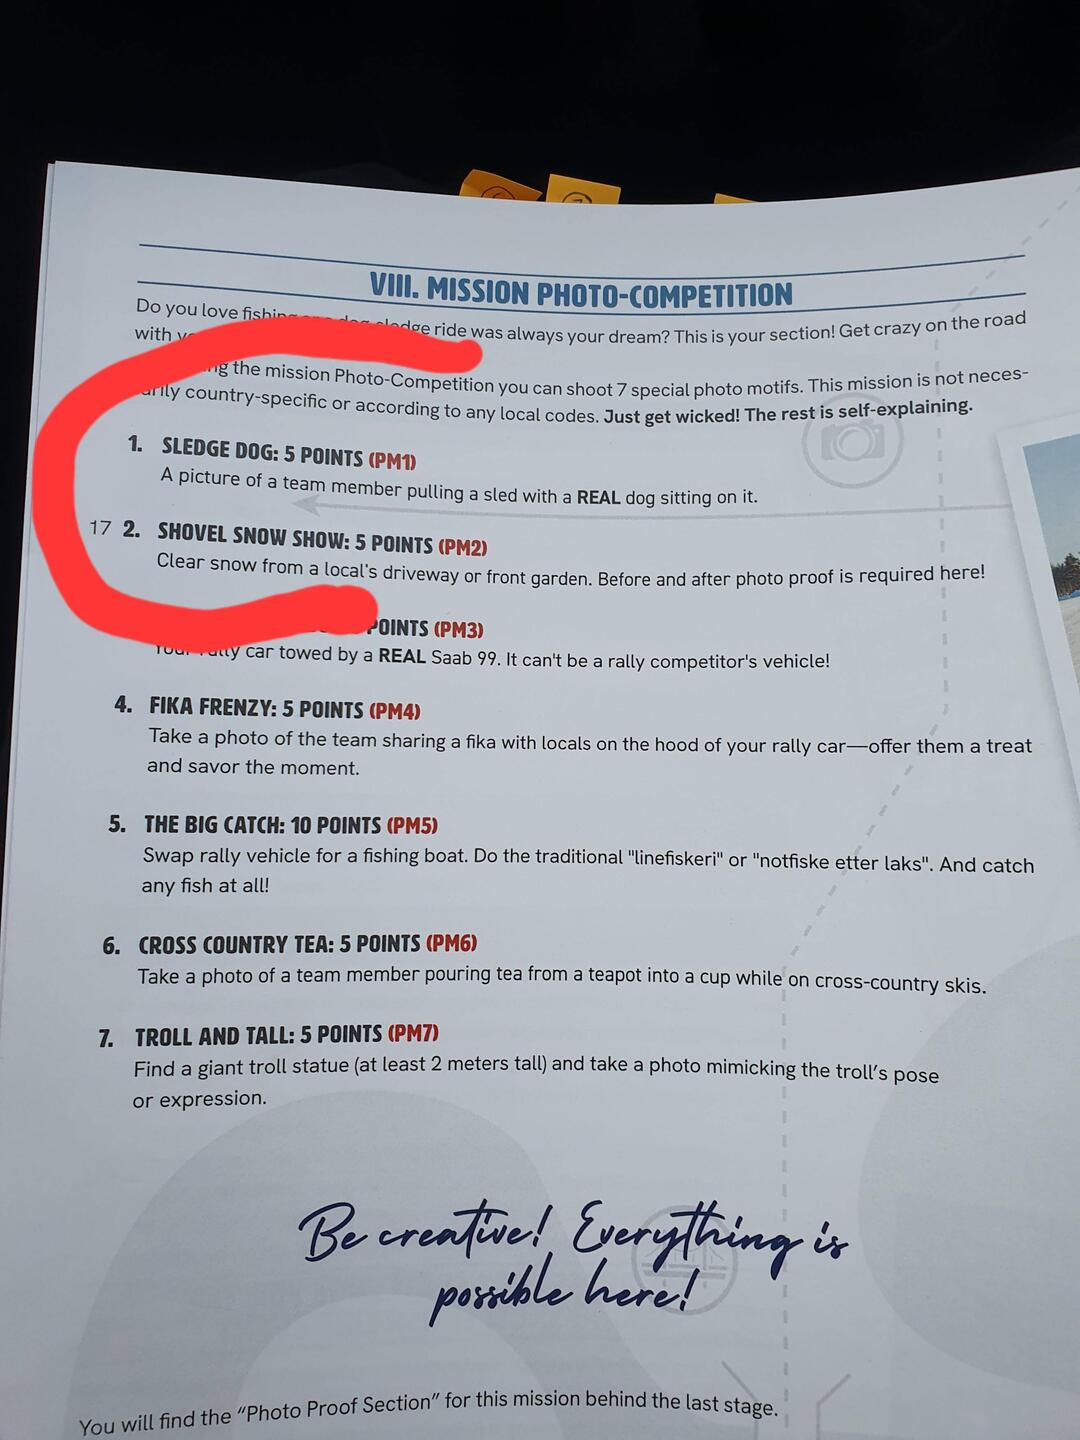 VIII. MISSION PHOTO-COMPETITION
Do you love fishing sledge ride was always your dream? This is your section! Get crazy on the road
with
the mission Photo-Competition you can shoot 7 special photo motifs. This mission is not neces-
country-specific or according to any local codes. Just get wicked! The rest is self-explaining.
1. SLEDGE DOG: 5 POINTS (PM1)
A picture of a team member pulling a sled with a REAL dog sitting on it.
17 2. SHOVEL SNOW SHOW: 5 POINTS (PM2)
Clear snow from a local's driveway or front garden. Before and after photo proof is required here!
POINTS (PM3)
Your rally car towed by a REAL Saab 99. It can't be a rally competitor's vehicle!
4. FIKA FRENZY: 5 POINTS (PM4)
Take a photo of the team sharing a fika with locals on the hood of your rally car—offer them a treat
and savor the moment.
5. THE BIG CATCH: 10 POINTS (PM5)
Swap rally vehicle for a fishing boat. Do the traditional "linefiskeri" or "notfiske etter laks". And catch
any fish at all!
6. CROSS COUNTRY TEA: 5 POINTS (PM6)
Take a photo of a team member pouring tea from a teapot into a cup while on cross-country skis.
7. TROLL AND TALL: 5 POINTS (PM7)
Find a giant troll statue (at least 2 meters tall) and take a photo mimicking the troll's pose
or expression.
Be creative! Everything is
possible here!
You will find the “Photo Proof Section” for this mission behind the last stage.